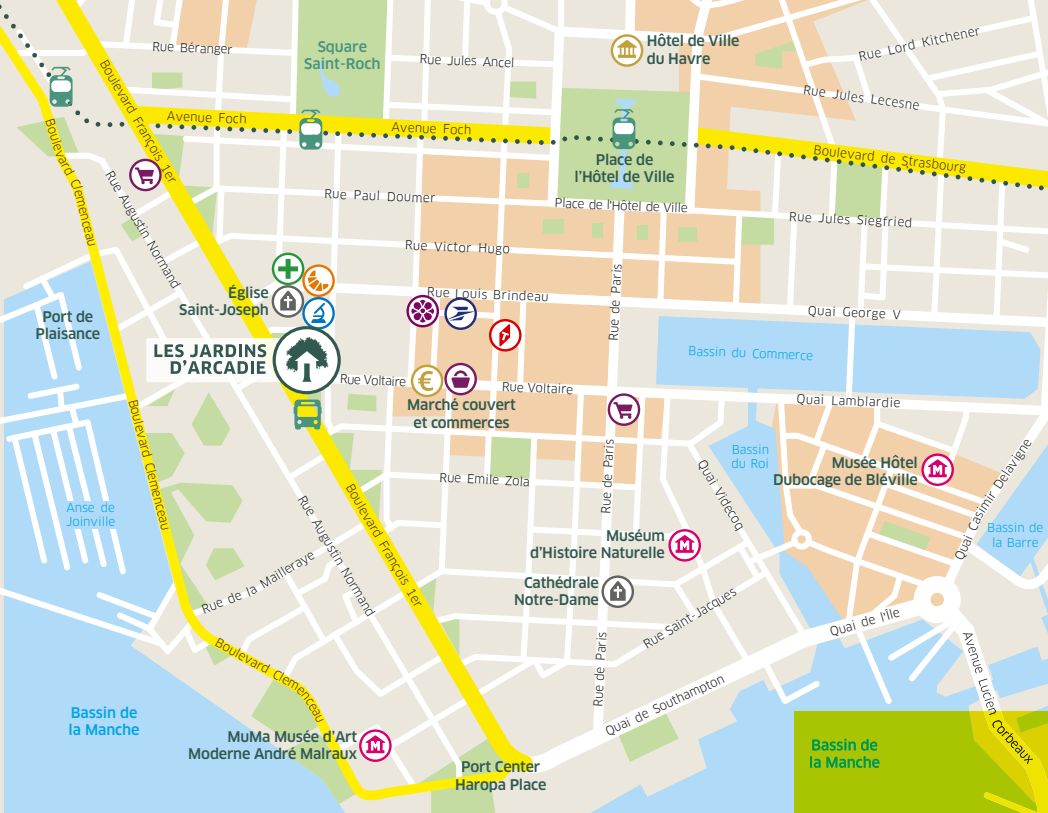 Rue Béranger
Square
Saint-Roch
Rue Jules Ancel
Hôtel de Ville
du Havre
Rue Lord Kitchener
Rue Jules Lecesne
Boulevard François 1er
Avenue Foch
Avenue Foch
Boulevard de Strasbourg
Boulevard Clemenceau
Rue Augustin Normand
Place de
l'Hôtel de Ville
Rue Paul Doumer
Place de l'Hôtel de Ville
Rue Jules Siegfried
Rue Victor Hugo
Rue de Paris
Église
Saint-Joseph
Rue Louis Brindeau
Quai George V
Port de
Plaisance
LES JARDINS
D'ARCADIE
Bassin du Commerce
Rue Voltaire
€
Rue Voltaire
Marché couvert
et commerces
Quai Lamblardie
Boulevard Clemenceau
Rue de Paris
Bassin
du Roi
Musée Hôtel
Dubocage de Bléville
M
Quai Casimir Delavigne
Quai Videcoq
Rue Emile Zola
Anse de
Joinville
Boulevard François 1er
Rue Augustin Normand
Muséum
d'Histoire Naturelle
M
Bassin de
la Barre
Cathédrale
Notre-Dame
Rue de la Mailleraye
Rue Saint-Jacques
Quai de l'Île
Rue de Paris
Boulevard Clemenceau
Avenue Lucien Corbeaux
Quai de Southampton
Bassin de
la Manche
MuMa Musée d'Art
Moderne André Malraux
M
Port Center
Haropa Place
Bassin de
la Manche